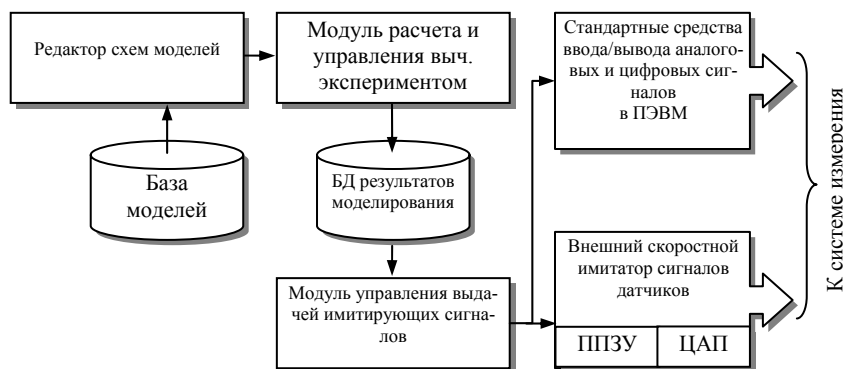 Редактор схем моделей
Модуль расчета и
управления выч.
экспериментом
Стандартные средства
ввода/вывода аналого-
вых и цифровых сиг-
налов
в ПЭВМ
База
моделей
БД результатов
моделирования
Модуль управления выда-
чей имитирующих сигна-
лов
Внешний скоростной
имитатор сигналов
датчиков
ППЗУ
ЦАП
К системе измерения